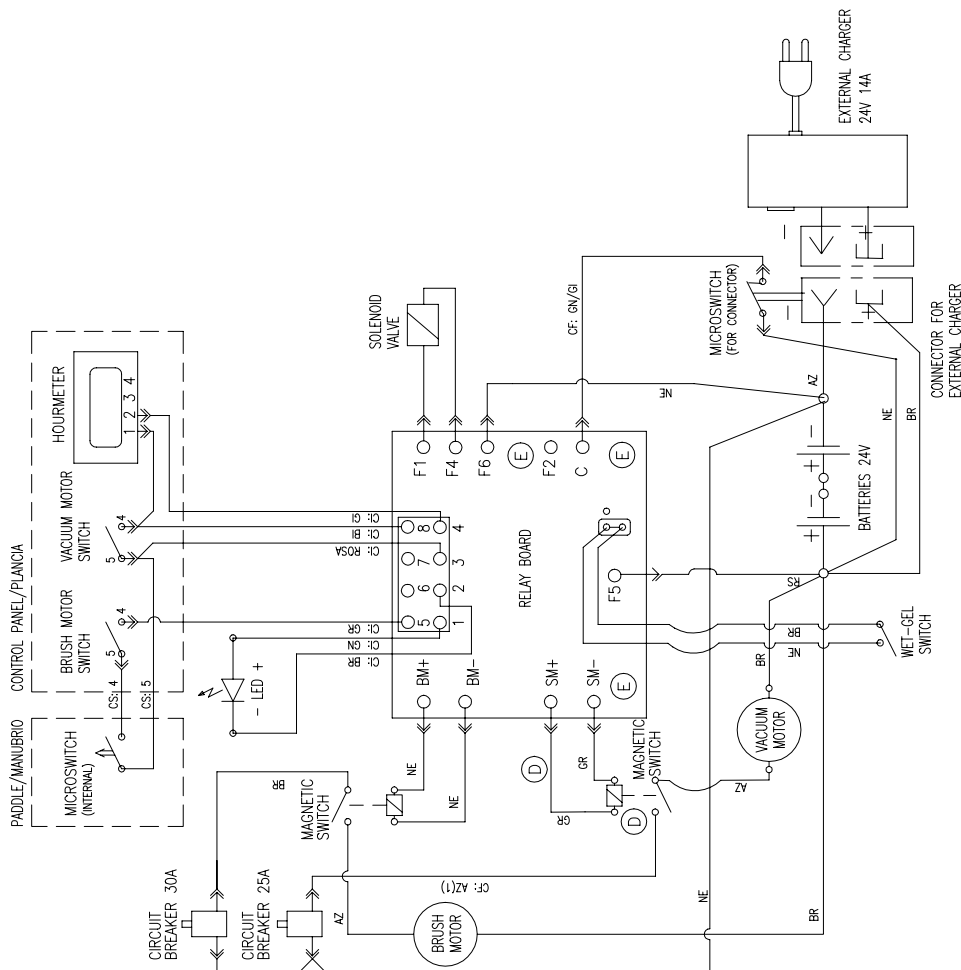 EXTERNAL CHARGER
24V 14A
CONTROL PANEL/PLANCIA
HOURMETER
1 2 3 4
VACUUM MOTOR
SWITCH
4
5
BRUSH MOTOR
SWITCH
4
5
CS: 4
CS: 5
PADDLE/MANUBRIO
MICROSWITCH
(INTERNAL)
- LED +
SOLENOID
VALVE
CF: GN/GI
MICROSWITCH
(FOR CONNECTOR)
CONNECTOR FOR
EXTERNAL CHARGER
-
+
-
+
CI: GI
CI: BI
CI: ROSA
CI: GR
CI: GN
CI: BR
8
4
7
3
6
2
5
1
F1
F4
F6
E
F2
C
E
RELAY BOARD
F5
BM+
BM-
SM+
SM-
E
NE
AZ
NE
BR
+
-
+
-
BATTERIES 24V
RS
BR
NE
WET-GEL
SWITCH
BR
VACUUM
MOTOR
AZ
NE
NE
D
GR
GR
D
MAGNETIC
SWITCH
BR
MAGNETIC
SWITCH
CIRCUIT
BREAKER 30A
CIRCUIT
BREAKER 25A
AZ
CF: AZ(1)
BRUSH
MOTOR
NE
BR